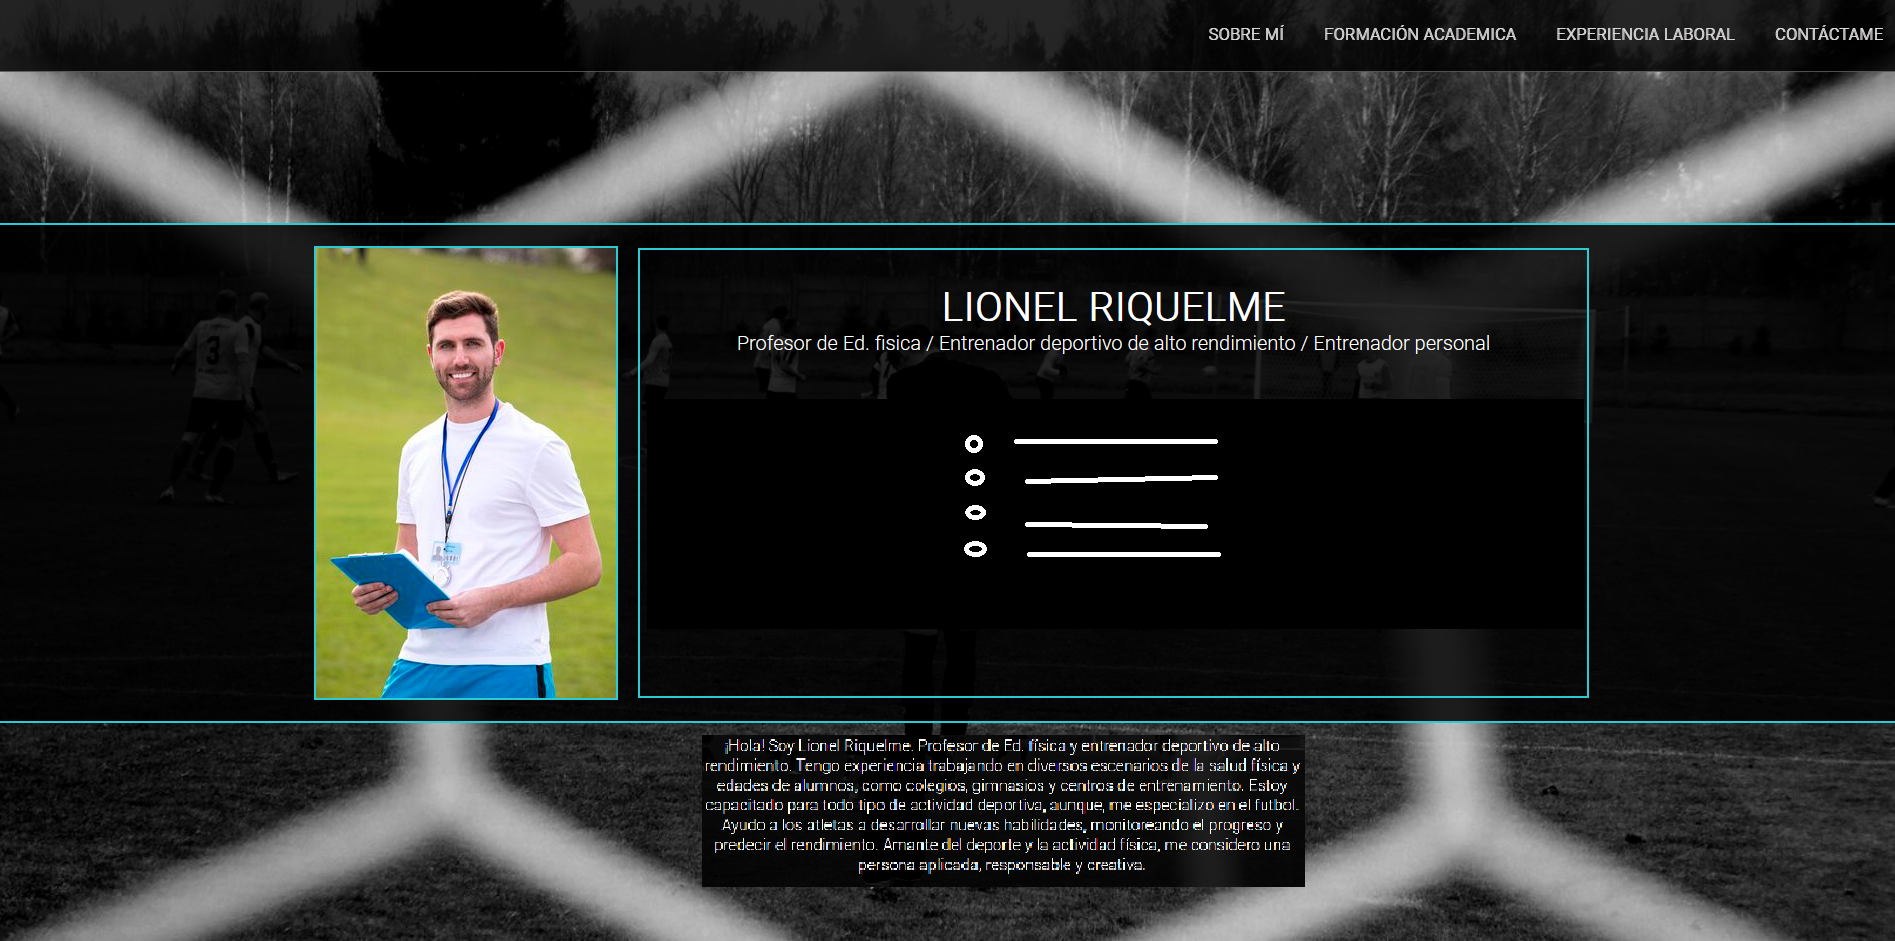 SOBRE MÍ FORMACIÓN ACADEMICA EXPERIENCIA LABORAL CONTÁCTAME
LIONEL RIQUELME
Profesor de Ed. fisica / Entrenador deportivo de alto rendimiento / Entrenador personal
3
¡Hola! Soy Lionel Riquelme. Profesor de Ed. física y entrenador deportivo de alto
rendimiento. Tengo experiencia trabajando en diversos escenarios de la salud física y
edades de alumnos, como colegios, gimnasios y centros de entrenamiento. Estoy
capacitado para todo tipo de actividad deportiva, aunque, me especializo en el futbol.
Ayudo a los atletas a desarrollar nuevas habilidades, monitoreando el progreso y
predecir el rendimiento. Amante del deporte y la actividad física, me considero una
persona aplicada, responsable y creativa.